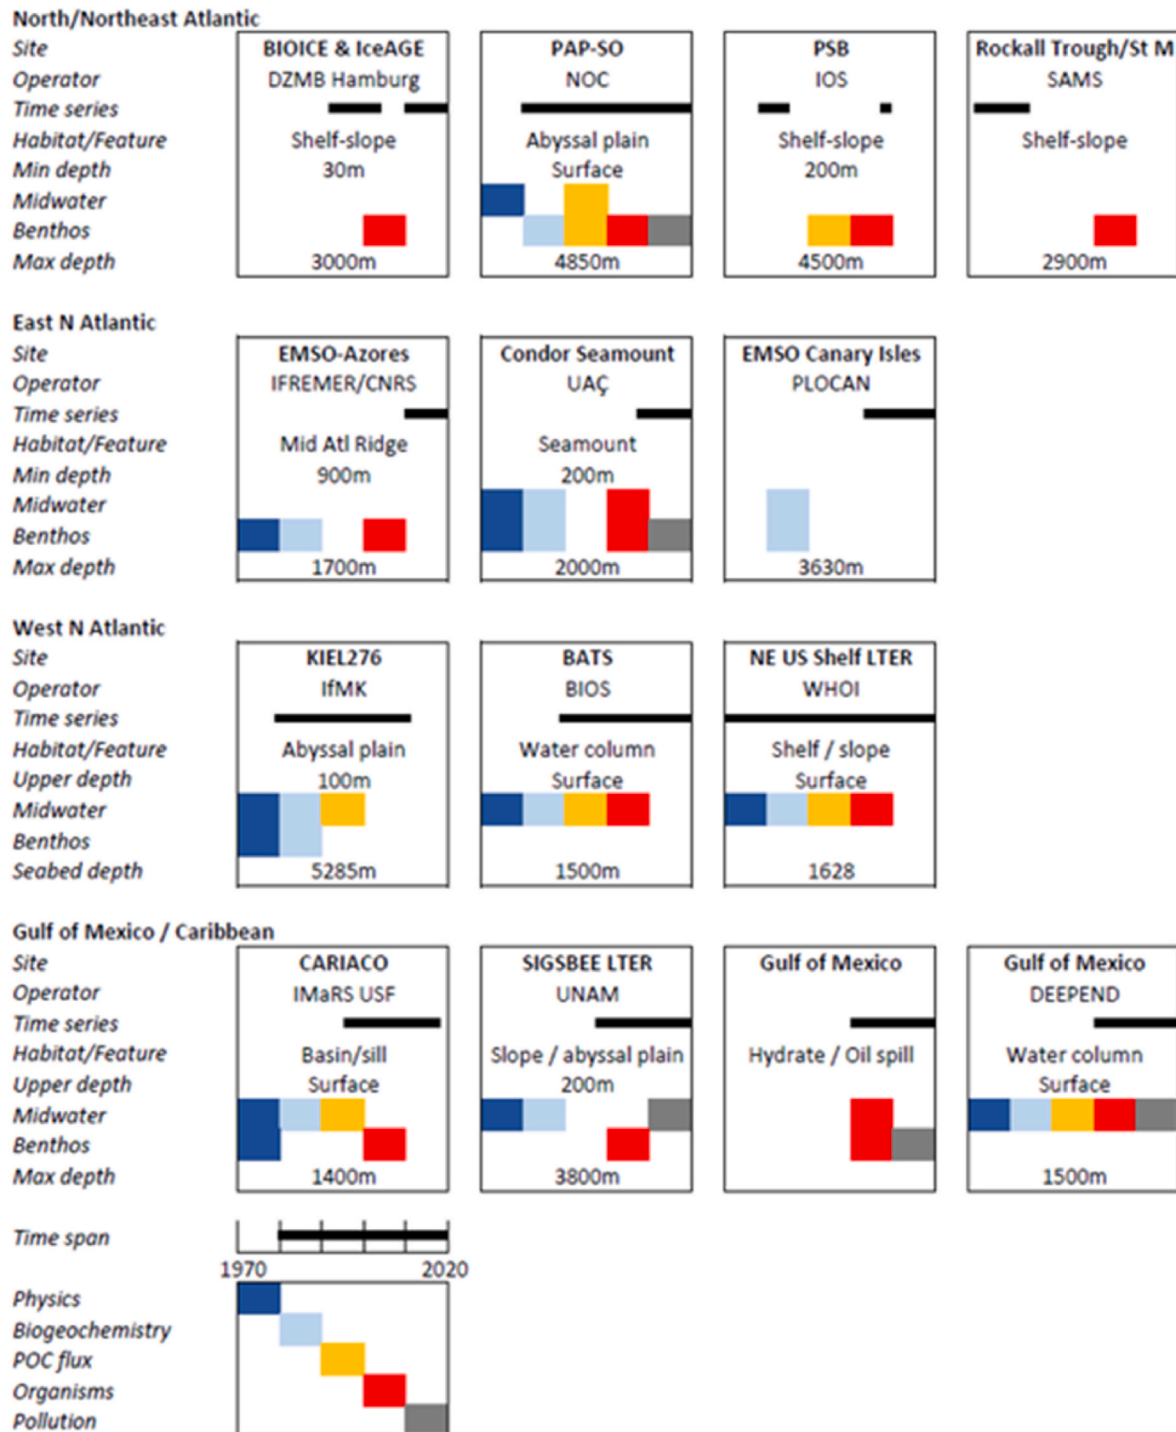 North/Northeast Atlantic
Site BIOICE & IceAGE PAP-SO PSB Rockall Trough/St M
Operator DZMB Hamburg NOC IOS SAMS
Time series
Habitat/Feature Shelf-slope Abyssal plain Shelf-slope Shelf-slope
Min depth 30m Surface 200m
Midwater
Benthos
Max depth 3000m 4850m 4500m 2900m
East N Atlantic
Site EMSO-Azores Condor Seamount EMSO Canary Isles
Operator IFREMER/CNRS UAÇ PLOCAN
Time series
Habitat/Feature Mid Atl Ridge Seamount
Min depth 900m 200m
Midwater
Benthos
Max depth 1700m 2000m 3630m
West N Atlantic
Site KIEL276 BATS NE US Shelf LTER
Operator IfMK BIOS WHOI
Time series
Habitat/Feature Abyssal plain Water column Shelf / slope
Upper depth 100m Surface Surface
Midwater
Benthos
Seabed depth 5285m 1500m 1628
Gulf of Mexico / Caribbean
Site CARIACO SIGSBEE LTER Gulf of Mexico Gulf of Mexico
Operator IMaRS USF UNAM DEEPEND
Time series
Habitat/Feature Basin/sill Slope / abyssal plain Hydrate / Oil spill Water column
Upper depth Surface 200m Surface
Midwater
Benthos
Max depth 1400m 3800m 1500m
Time span
1970 2020
Physics
Biogeochemistry
POC flux
Organisms
Pollution